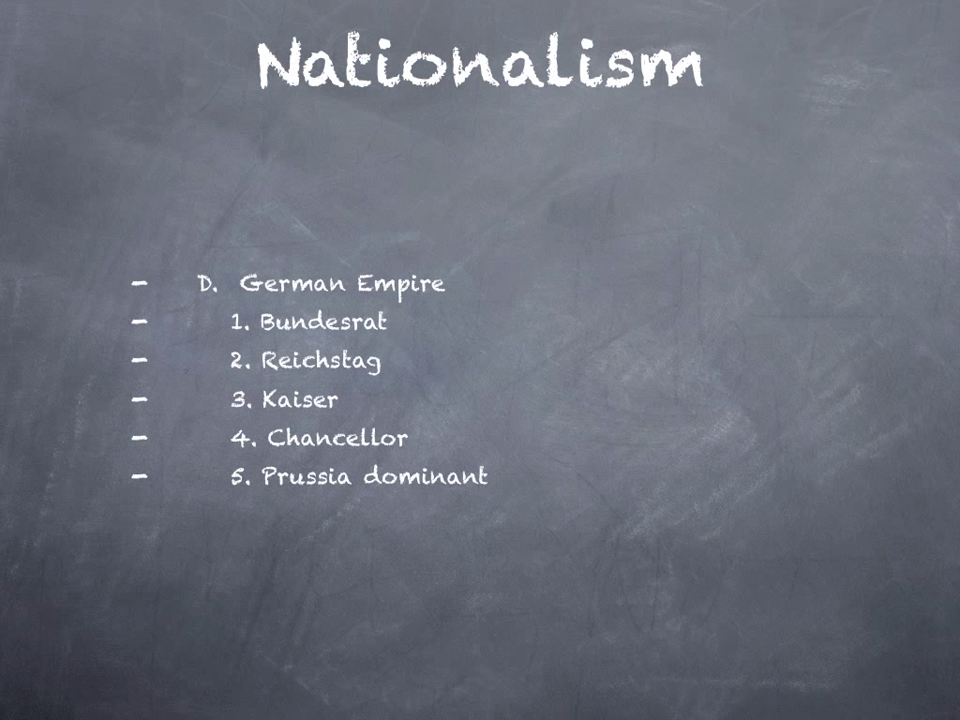 Nationalism
- D. German Empire
- 1. Bundesrat
- 2. Reichstag
- 3. Kaiser
- 4. Chancellor
- 5. Prussia dominant